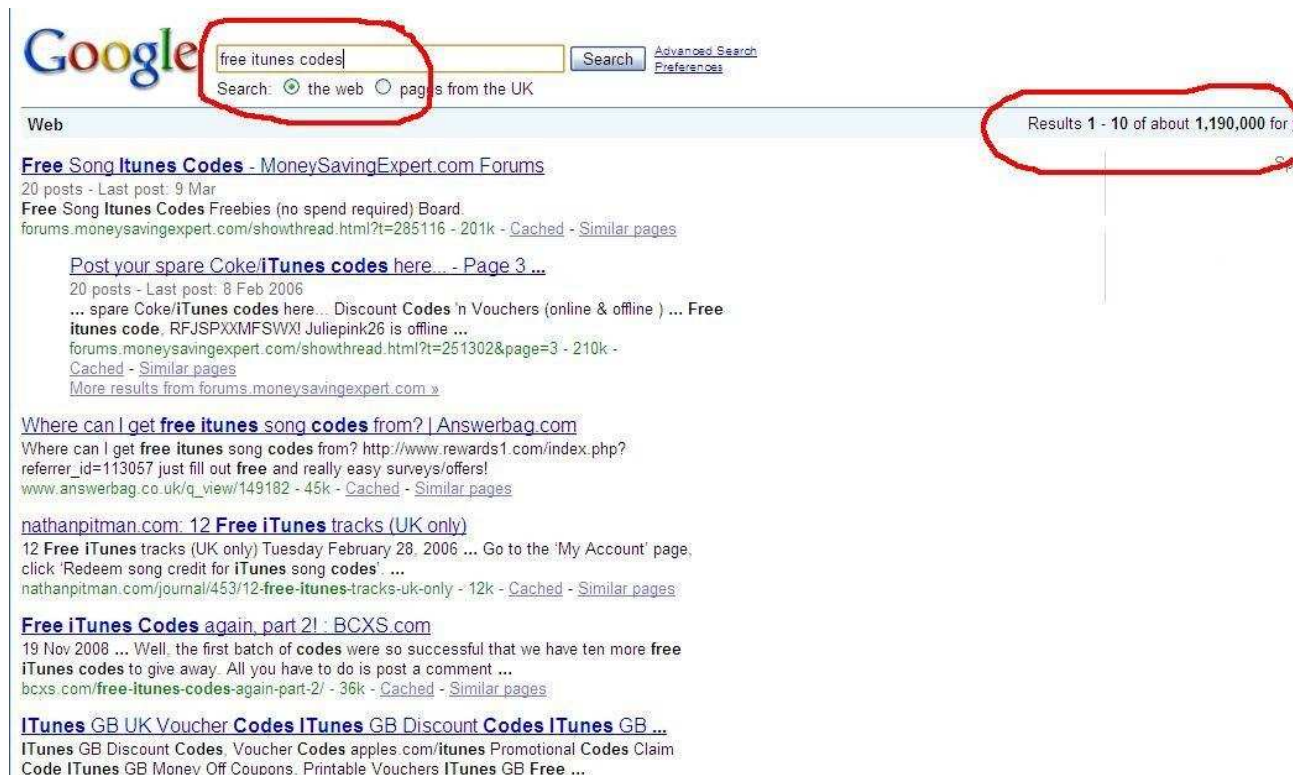 Google
free itunes codes
Search
Advanced Search
Preferences
Search: the web pages from the UK
Web
Results 1 - 10 of about 1,190,000 for
Sp
Free Song Itunes Codes - MoneySavingExpert.com Forums
20 posts - Last post: 9 Mar
Free Song Itunes Codes Freebies (no spend required) Board.
forums.moneysavingexpert.com/showthread.html?t=285116 - 201k - Cached - Similar pages
Post your spare Coke/iTunes codes here... - Page 3 ...
20 posts - Last post: 8 Feb 2006
... spare Coke/iTunes codes here... Discount Codes 'n Vouchers (online & offline ) ... Free
itunes code, RFJSPXXMFSWX! Juliepink26 is offline ...
forums.moneysavingexpert.com/showthread.html?t=251302&page=3 - 210k -
Cached - Similar pages
More results from forums.moneysavingexpert.com »
Where can I get free itunes song codes from? | Answerbag.com
Where can I get free itunes song codes from? http://www.rewards1.com/index.php?
referrer_id=113057 just fill out free and really easy surveys/offers!
www.answerbag.co.uk/q_view/149182 - 45k - Cached - Similar pages
nathanpitman.com: 12 Free iTunes tracks (UK only)
12 Free iTunes tracks (UK only) Tuesday February 28, 2006 ... Go to the 'My Account' page,
click 'Redeem song credit for iTunes song codes'. ...
nathanpitman.com/journal/453/12-free-itunes-tracks-uk-only - 12k - Cached - Similar pages
Free iTunes Codes again, part 2! : BCXS.com
19 Nov 2008 ... Well, the first batch of codes were so successful that we have ten more free
iTunes codes to give away. All you have to do is post a comment ...
bcxs.com/free-itunes-codes-again-part-2/ - 36k - Cached - Similar pages
ITunes GB UK Voucher Codes ITunes GB Discount Codes ITunes GB ...
ITunes GB Discount Codes, Voucher Codes apples.com/itunes Promotional Codes Claim
Code ITunes GB Money Off Coupons, Printable Vouchers ITunes GB Free ...